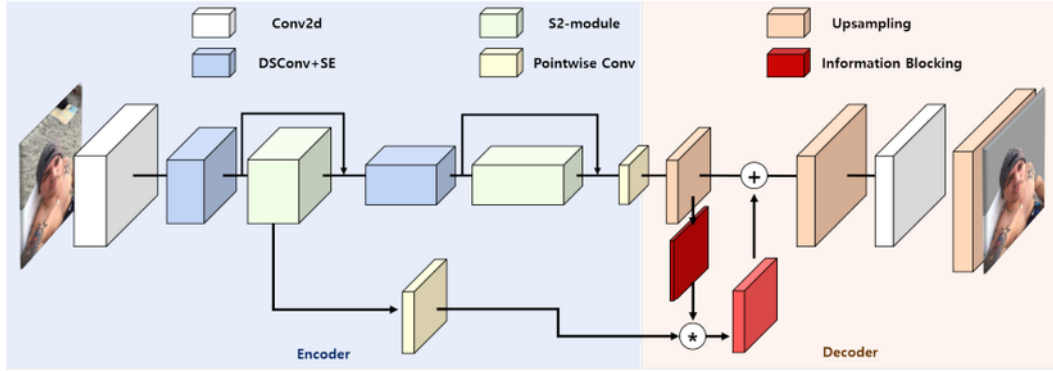 Conv2d
S2-module
Upsampling
DSConv+SE
Pointwise Conv
Information Blocking
+
*
Encoder
Decoder